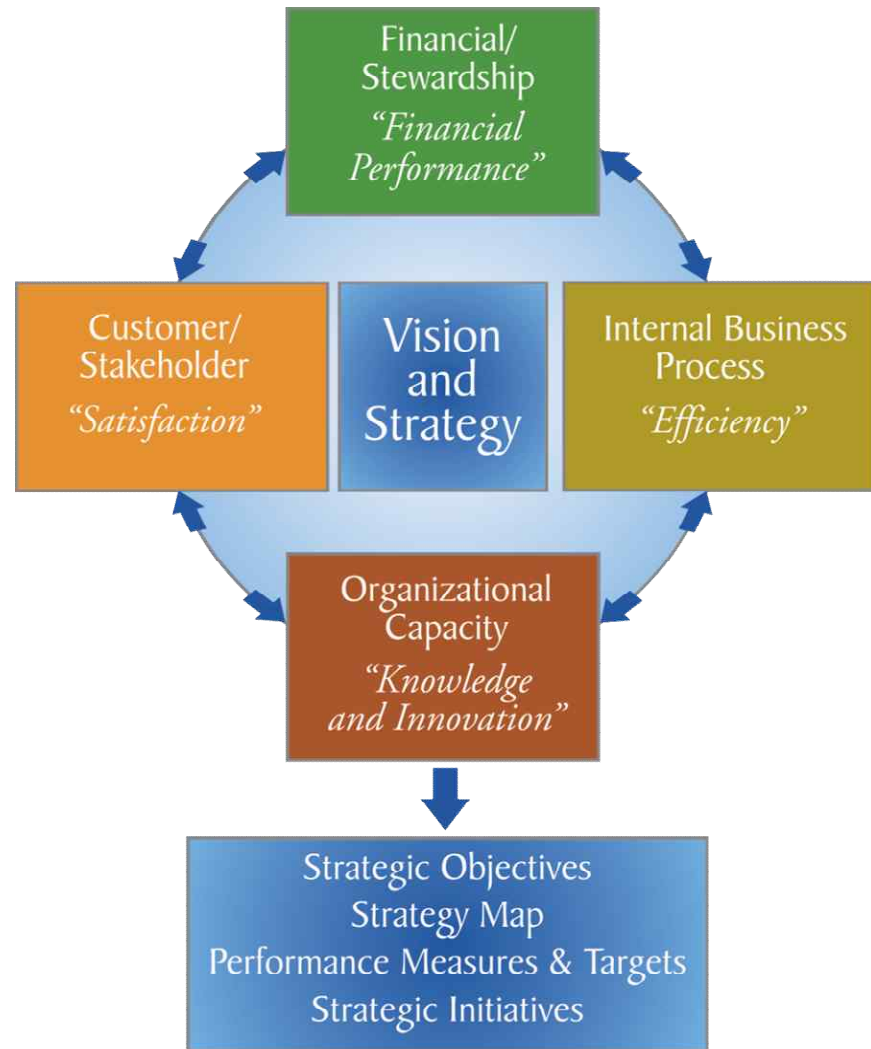 Financial/
Stewardship
“Financial
Performance”
Customer/
Stakeholder
“Satisfaction”
Vision
and
Strategy
Internal Business
Process
“Efficiency”
Organizational
Capacity
“Knowledge
and Innovation”
Strategic Objectives
Strategy Map
Performance Measures & Targets
Strategic Initiatives